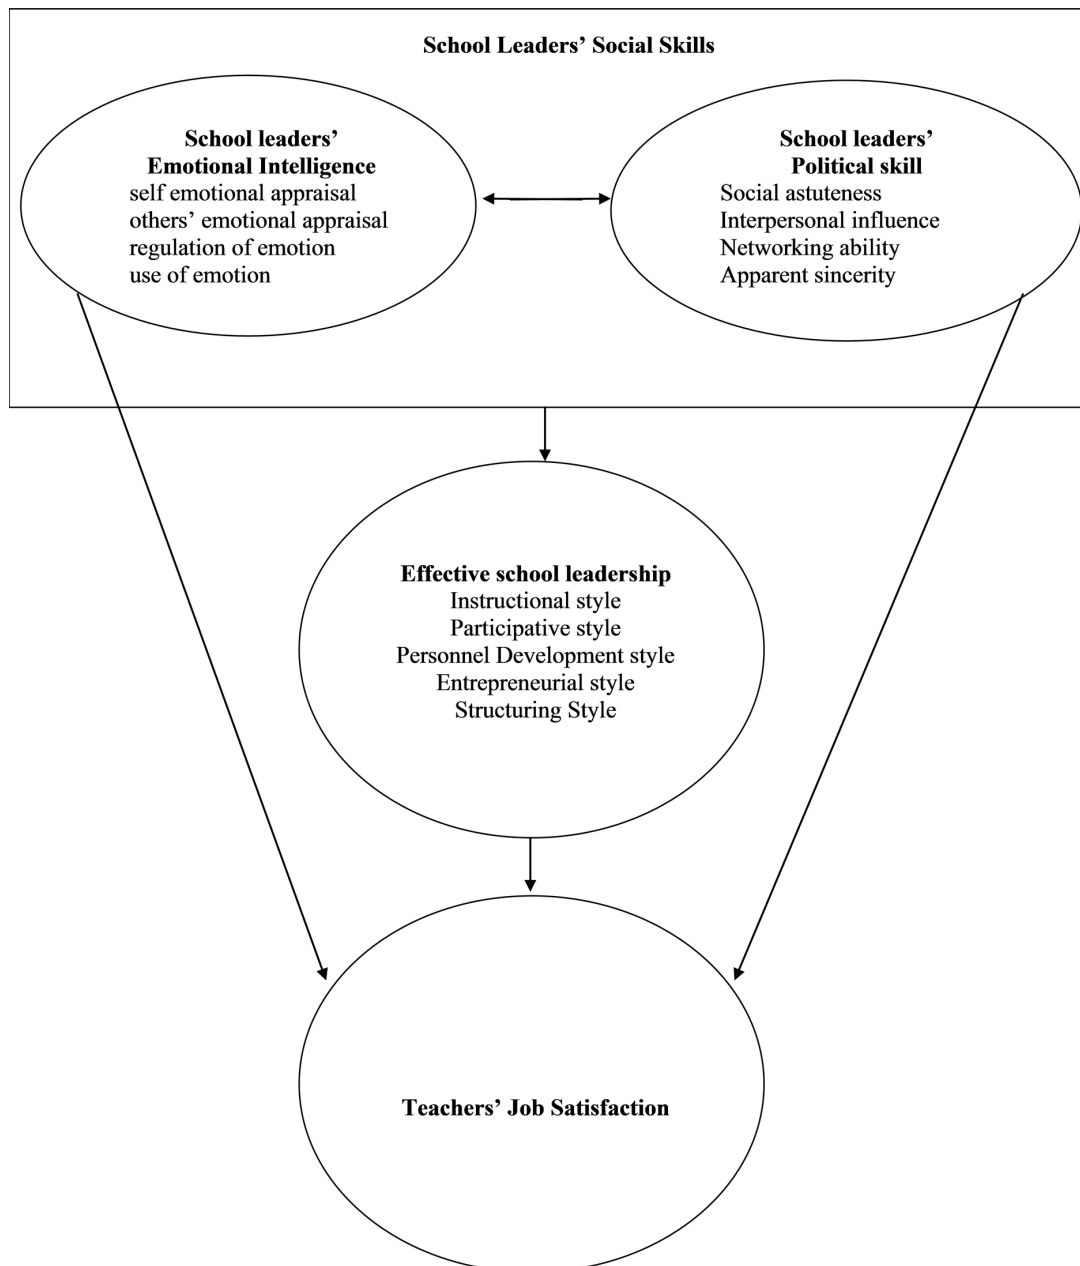 School Leaders’ Social Skills
School leaders’
Emotional Intelligence
self emotional appraisal
others’ emotional appraisal
regulation of emotion
use of emotion
School leaders’
Political skill
Social astuteness
Interpersonal influence
Networking ability
Apparent sincerity
Effective school leadership
Instructional style
Participative style
Personnel Development style
Entrepreneurial style
Structuring Style
Teachers’ Job Satisfaction